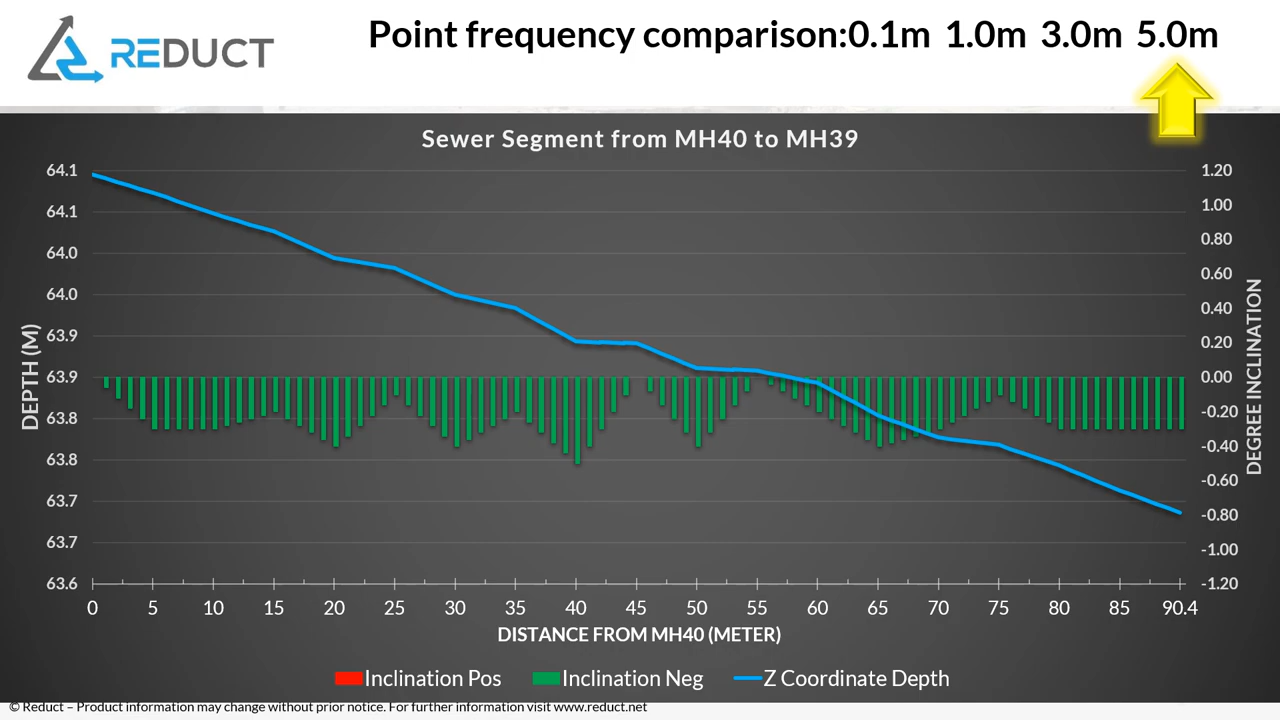 REDUCT
Point frequency comparison:0.1m 1.0m 3.0m 5.0m
Sewer Segment from MH40 to MH39
64.1
64.1
64.0
64.0
63.9
63.9
63.8
63.8
63.7
63.7
63.6
DEPTH (M)
1.20
1.00
0.80
0.60
0.40
0.20
0.00
-0.20
-0.40
-0.60
-0.80
-1.00
-1.20
DEGREE INCLINATION
0 5 10 15 20 25 30 35 40 45 50 55 60 65 70 75 80 85 90.4
DISTANCE FROM MH40 (METER)
Inclination Pos Inclination Neg Z Coordinate Depth
© Reduct – Product information may change without prior notice. For further information visit www.reduct.net